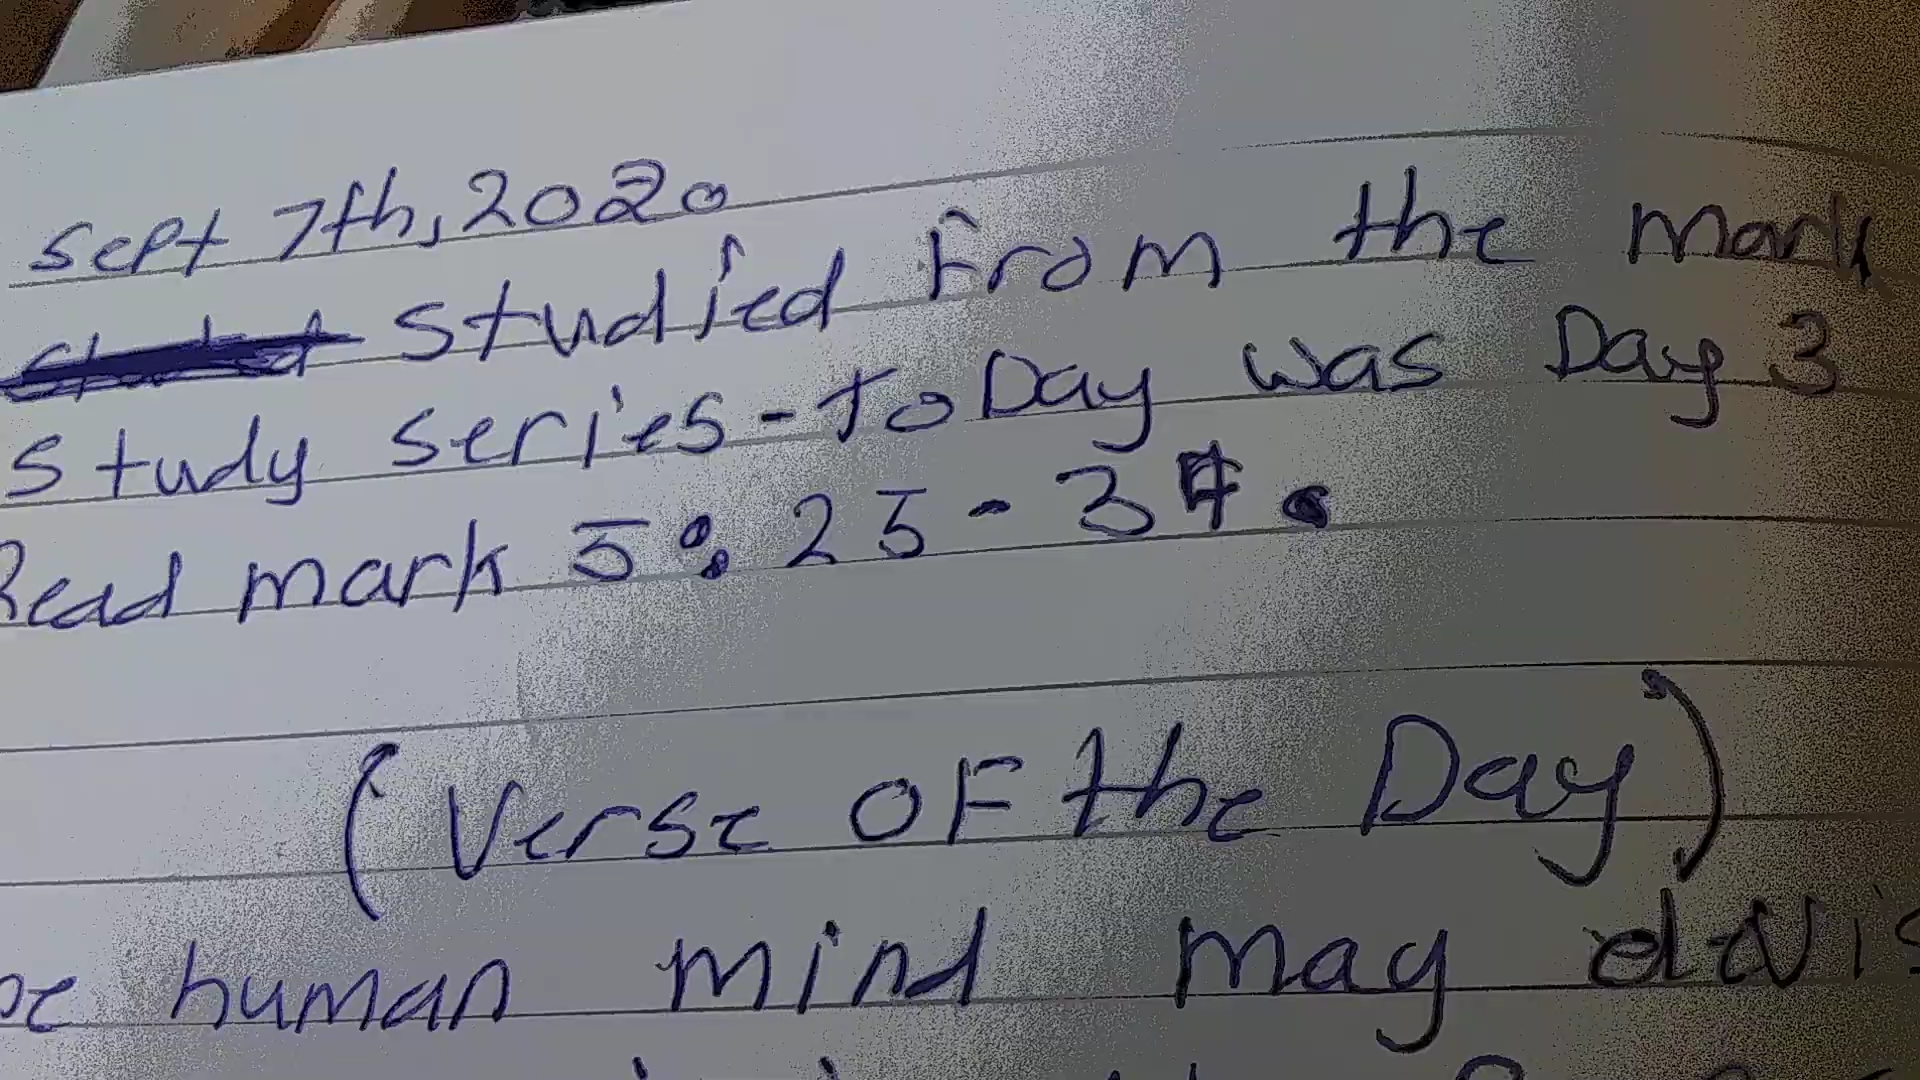 Sept 7th, 2020
Studied From the Mark
Study series - ToDay was Day 3
Read mark 5: 25 - 34.
(Verse OF the Day)
human mind may